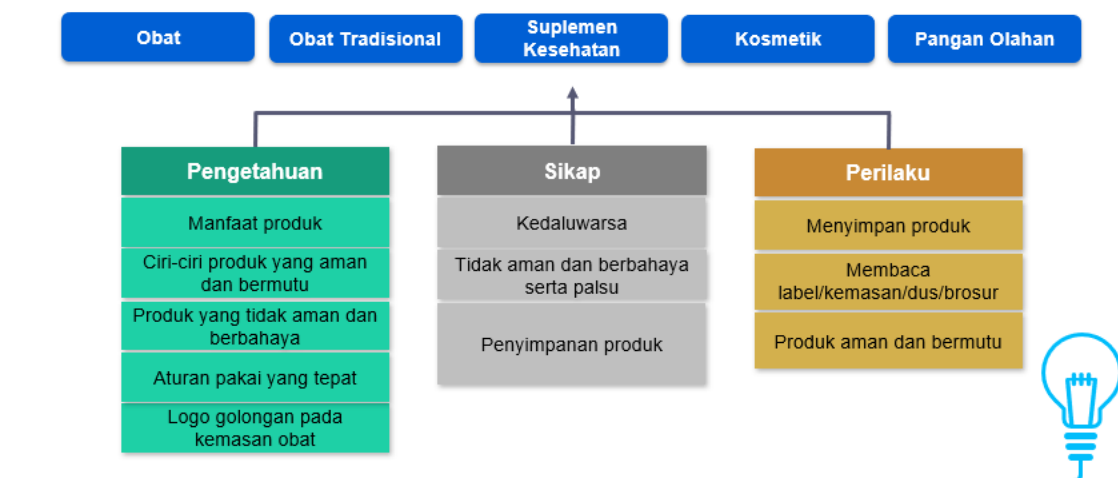 Obat
Obat Tradisional
Suplemen
Kesehatan
Kosmetik
Pangan Olahan
Pengetahuan
Manfaat produk
Ciri-ciri produk yang aman
dan bermutu
Produk yang tidak aman dan
berbahaya
Aturan pakai yang tepat
Logo golongan pada
kemasan obat
Sikap
Kedaluwarsa
Tidak aman dan berbahaya
serta palsu
Penyimpanan produk
Perilaku
Menyimpan produk
Membaca
label/kemasan/dus/brosur
Produk aman dan bermutu